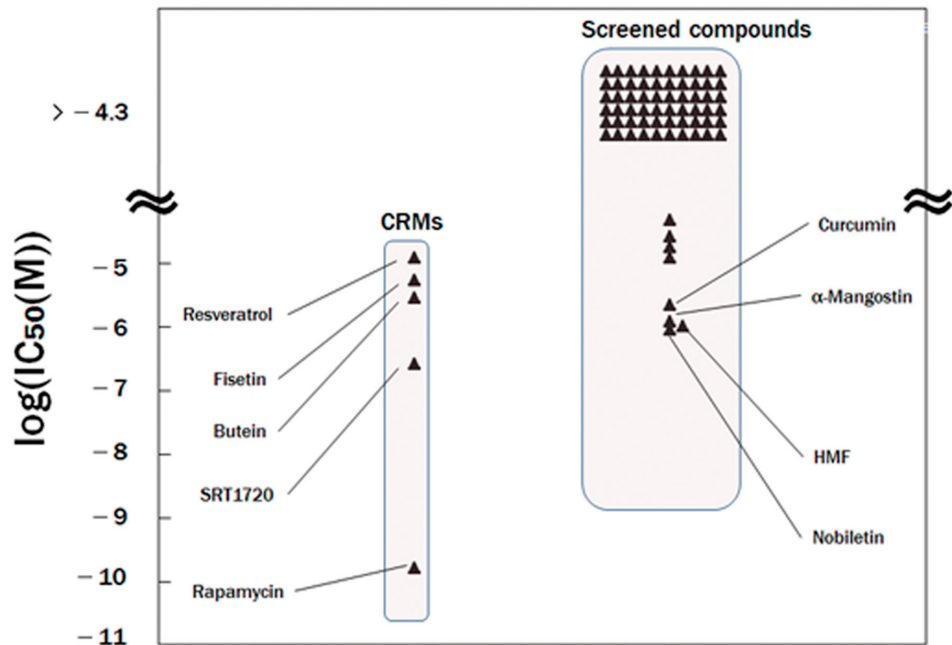 Screened compounds
> – 4.3
CRMs
Curcumin
– 5
α-Mangostin
Resveratrol
– 6
Fisetin
– 7
Butein
– 8
HMF
SRT1720
– 9
Nobiletin
– 10
Rapamycin
– 11
log(IC₅₀(M))